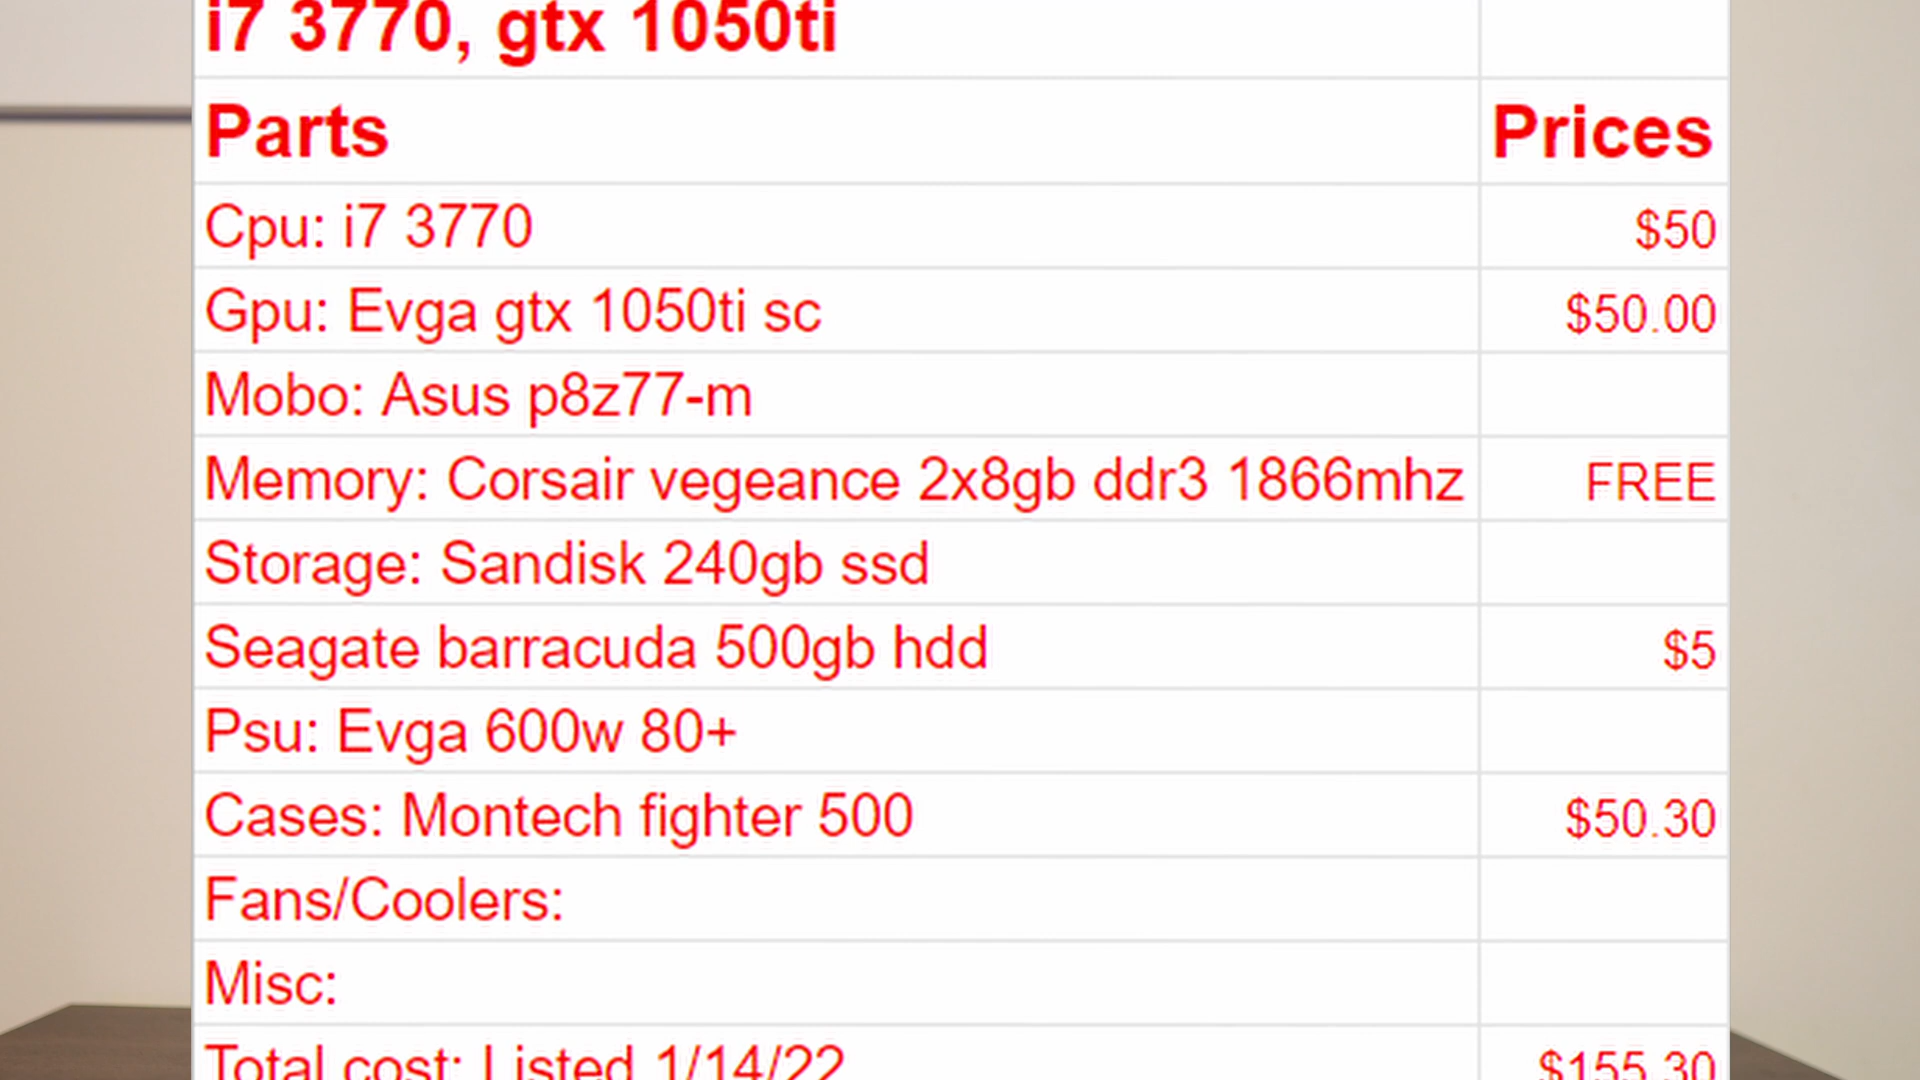 i7 3770, gtx 1050ti
Parts Prices
Cpu: i7 3770 $50
Gpu: Evga gtx 1050ti sc $50.00
Mobo: Asus p8z77-m
Memory: Corsair vegeance 2x8gb ddr3 1866mhz FREE
Storage: Sandisk 240gb ssd
Seagate barracuda 500gb hdd $5
Psu: Evga 600w 80+
Cases: Montech fighter 500 $50.30
Fans/Coolers:
Misc:
Total cost: Listed 1/14/22 $155.30